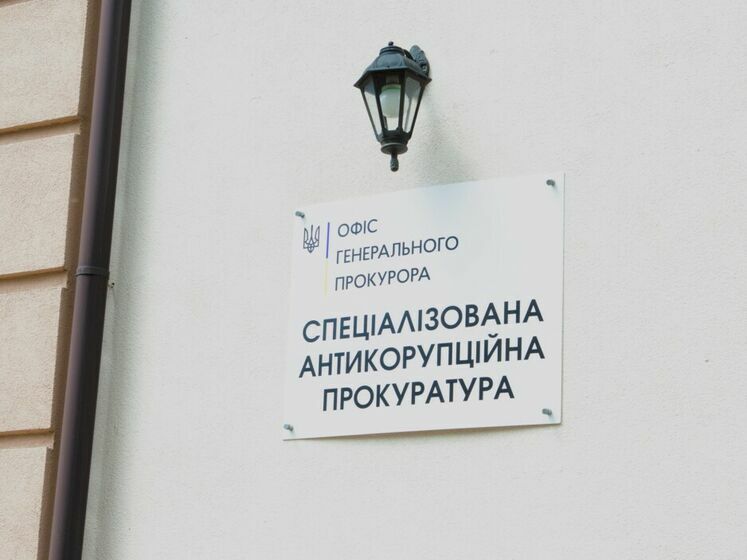 ОФІС
ГЕНЕРАЛЬНОГО
ПРОКУРОРА
СПЕЦІАЛІЗОВАНА
АНТИКОРУПЦІЙНА
ПРОКУРАТУРА